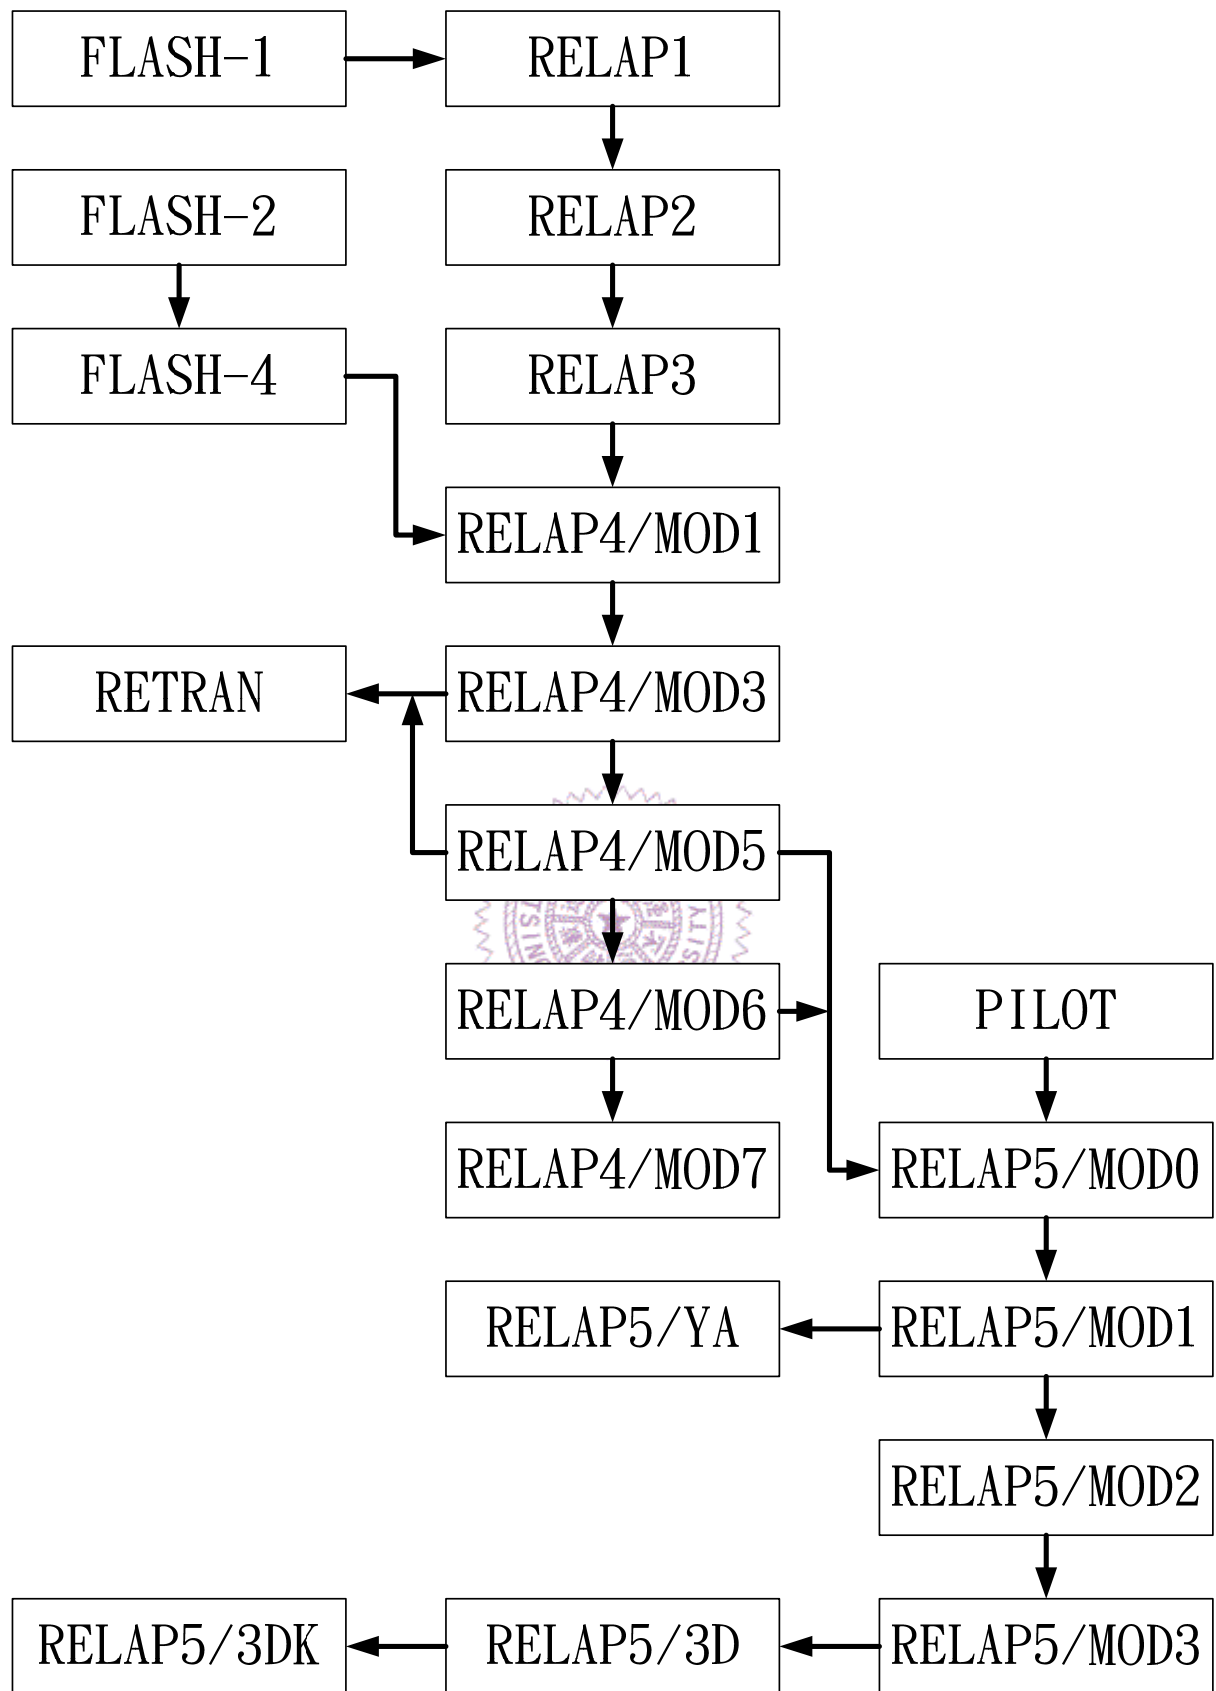 FLASH-1
RELAP1
FLASH-2
RELAP2
FLASH-4
RELAP3
RELAP4/MOD1
RETRAN
RELAP4/MOD3
RELAP4/MOD5
RELAP4/MOD6
PILOT
RELAP4/MOD7
RELAP5/MOD0
RELAP5/YA
RELAP5/MOD1
RELAP5/MOD2
RELAP5/3DK
RELAP5/3D
RELAP5/MOD3